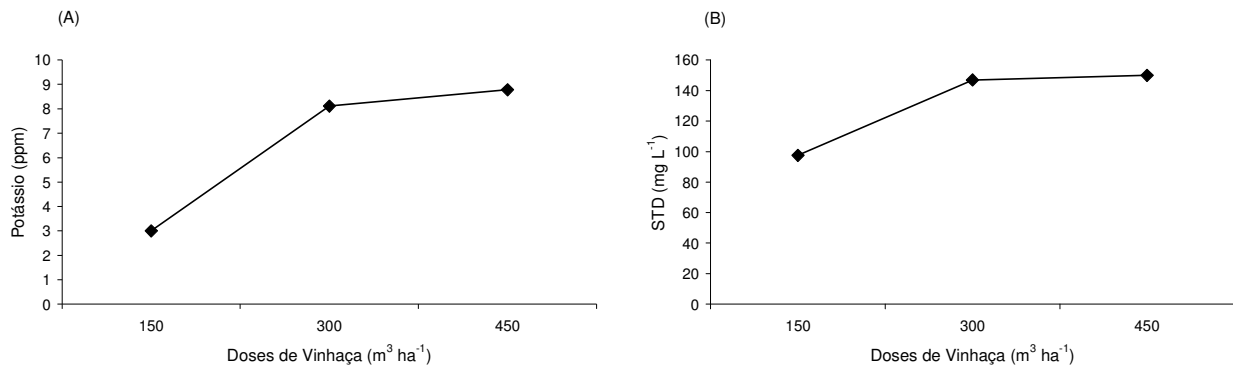 (A)
10
9
8
7
6
5
4
3
2
1
0
Potássio (ppm)
150 300 450
Doses de Vinhaça (m³ ha⁻¹)
(B)
160
140
120
100
80
60
40
20
0
STD (mg L⁻¹)
150 300 450
Doses de Vinhaça (m³ ha⁻¹)